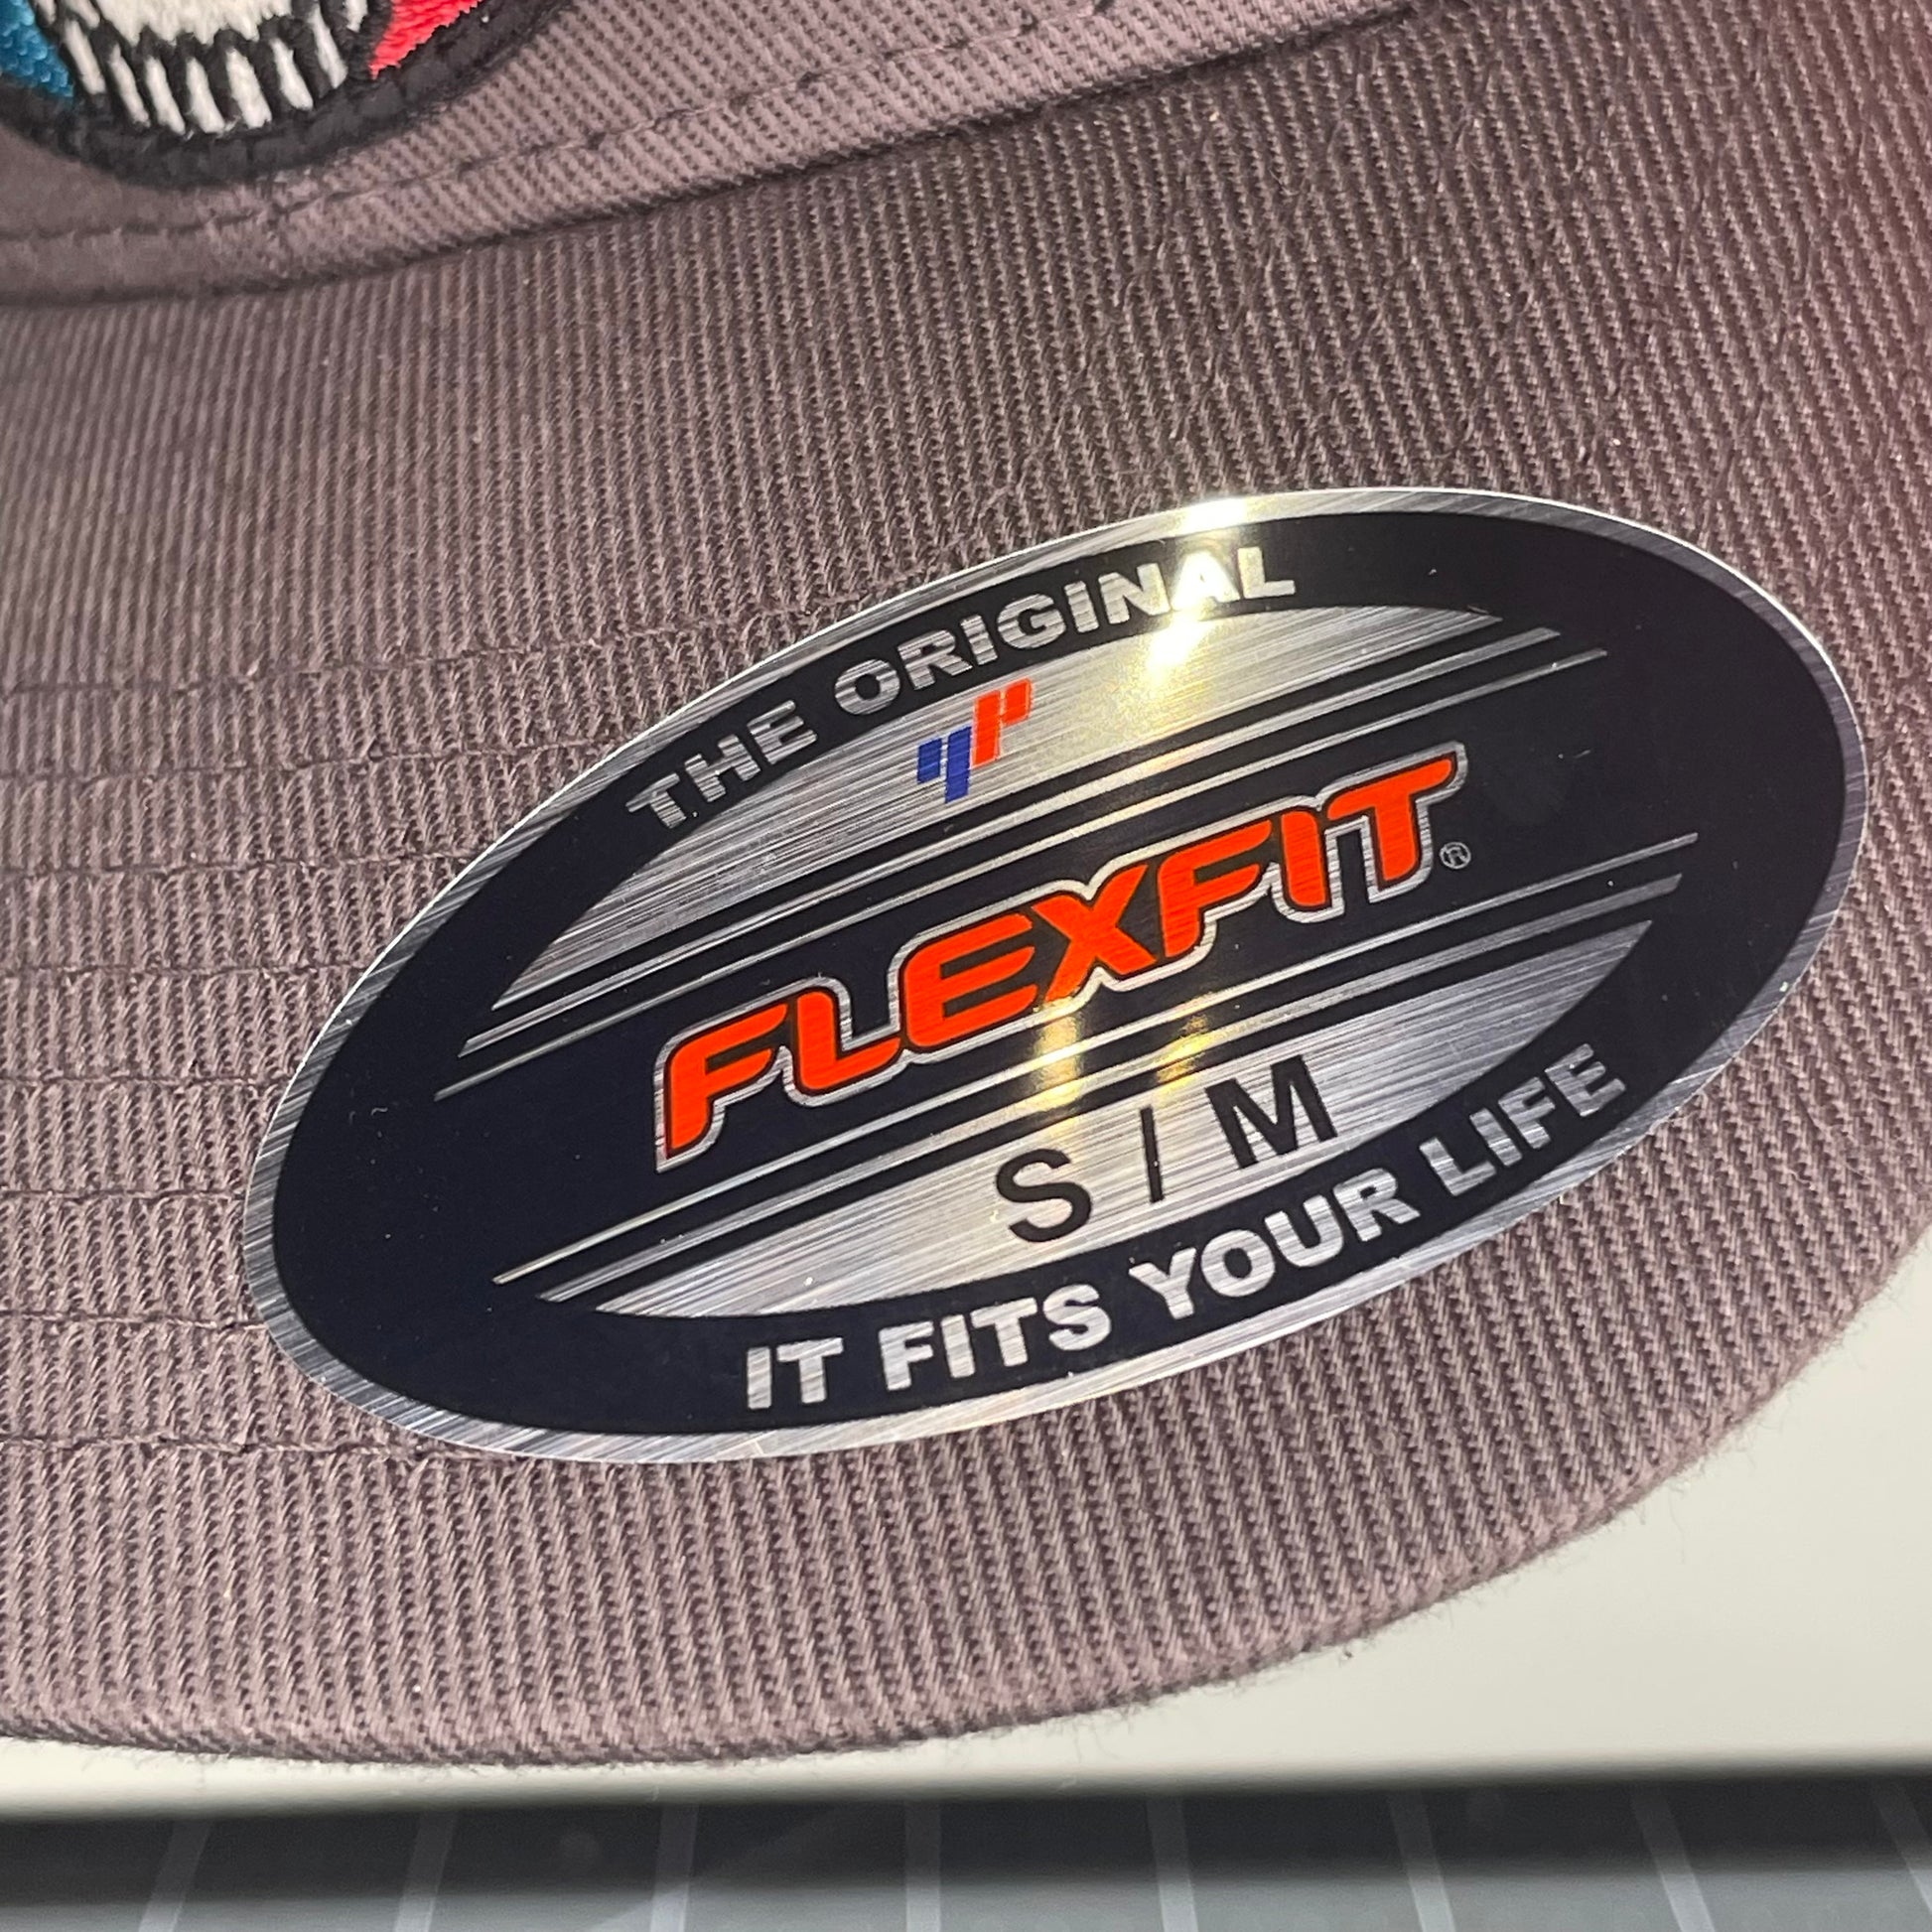 THE ORIGINAL
FLEXFIT®
S / M
IT FITS YOUR LIFE